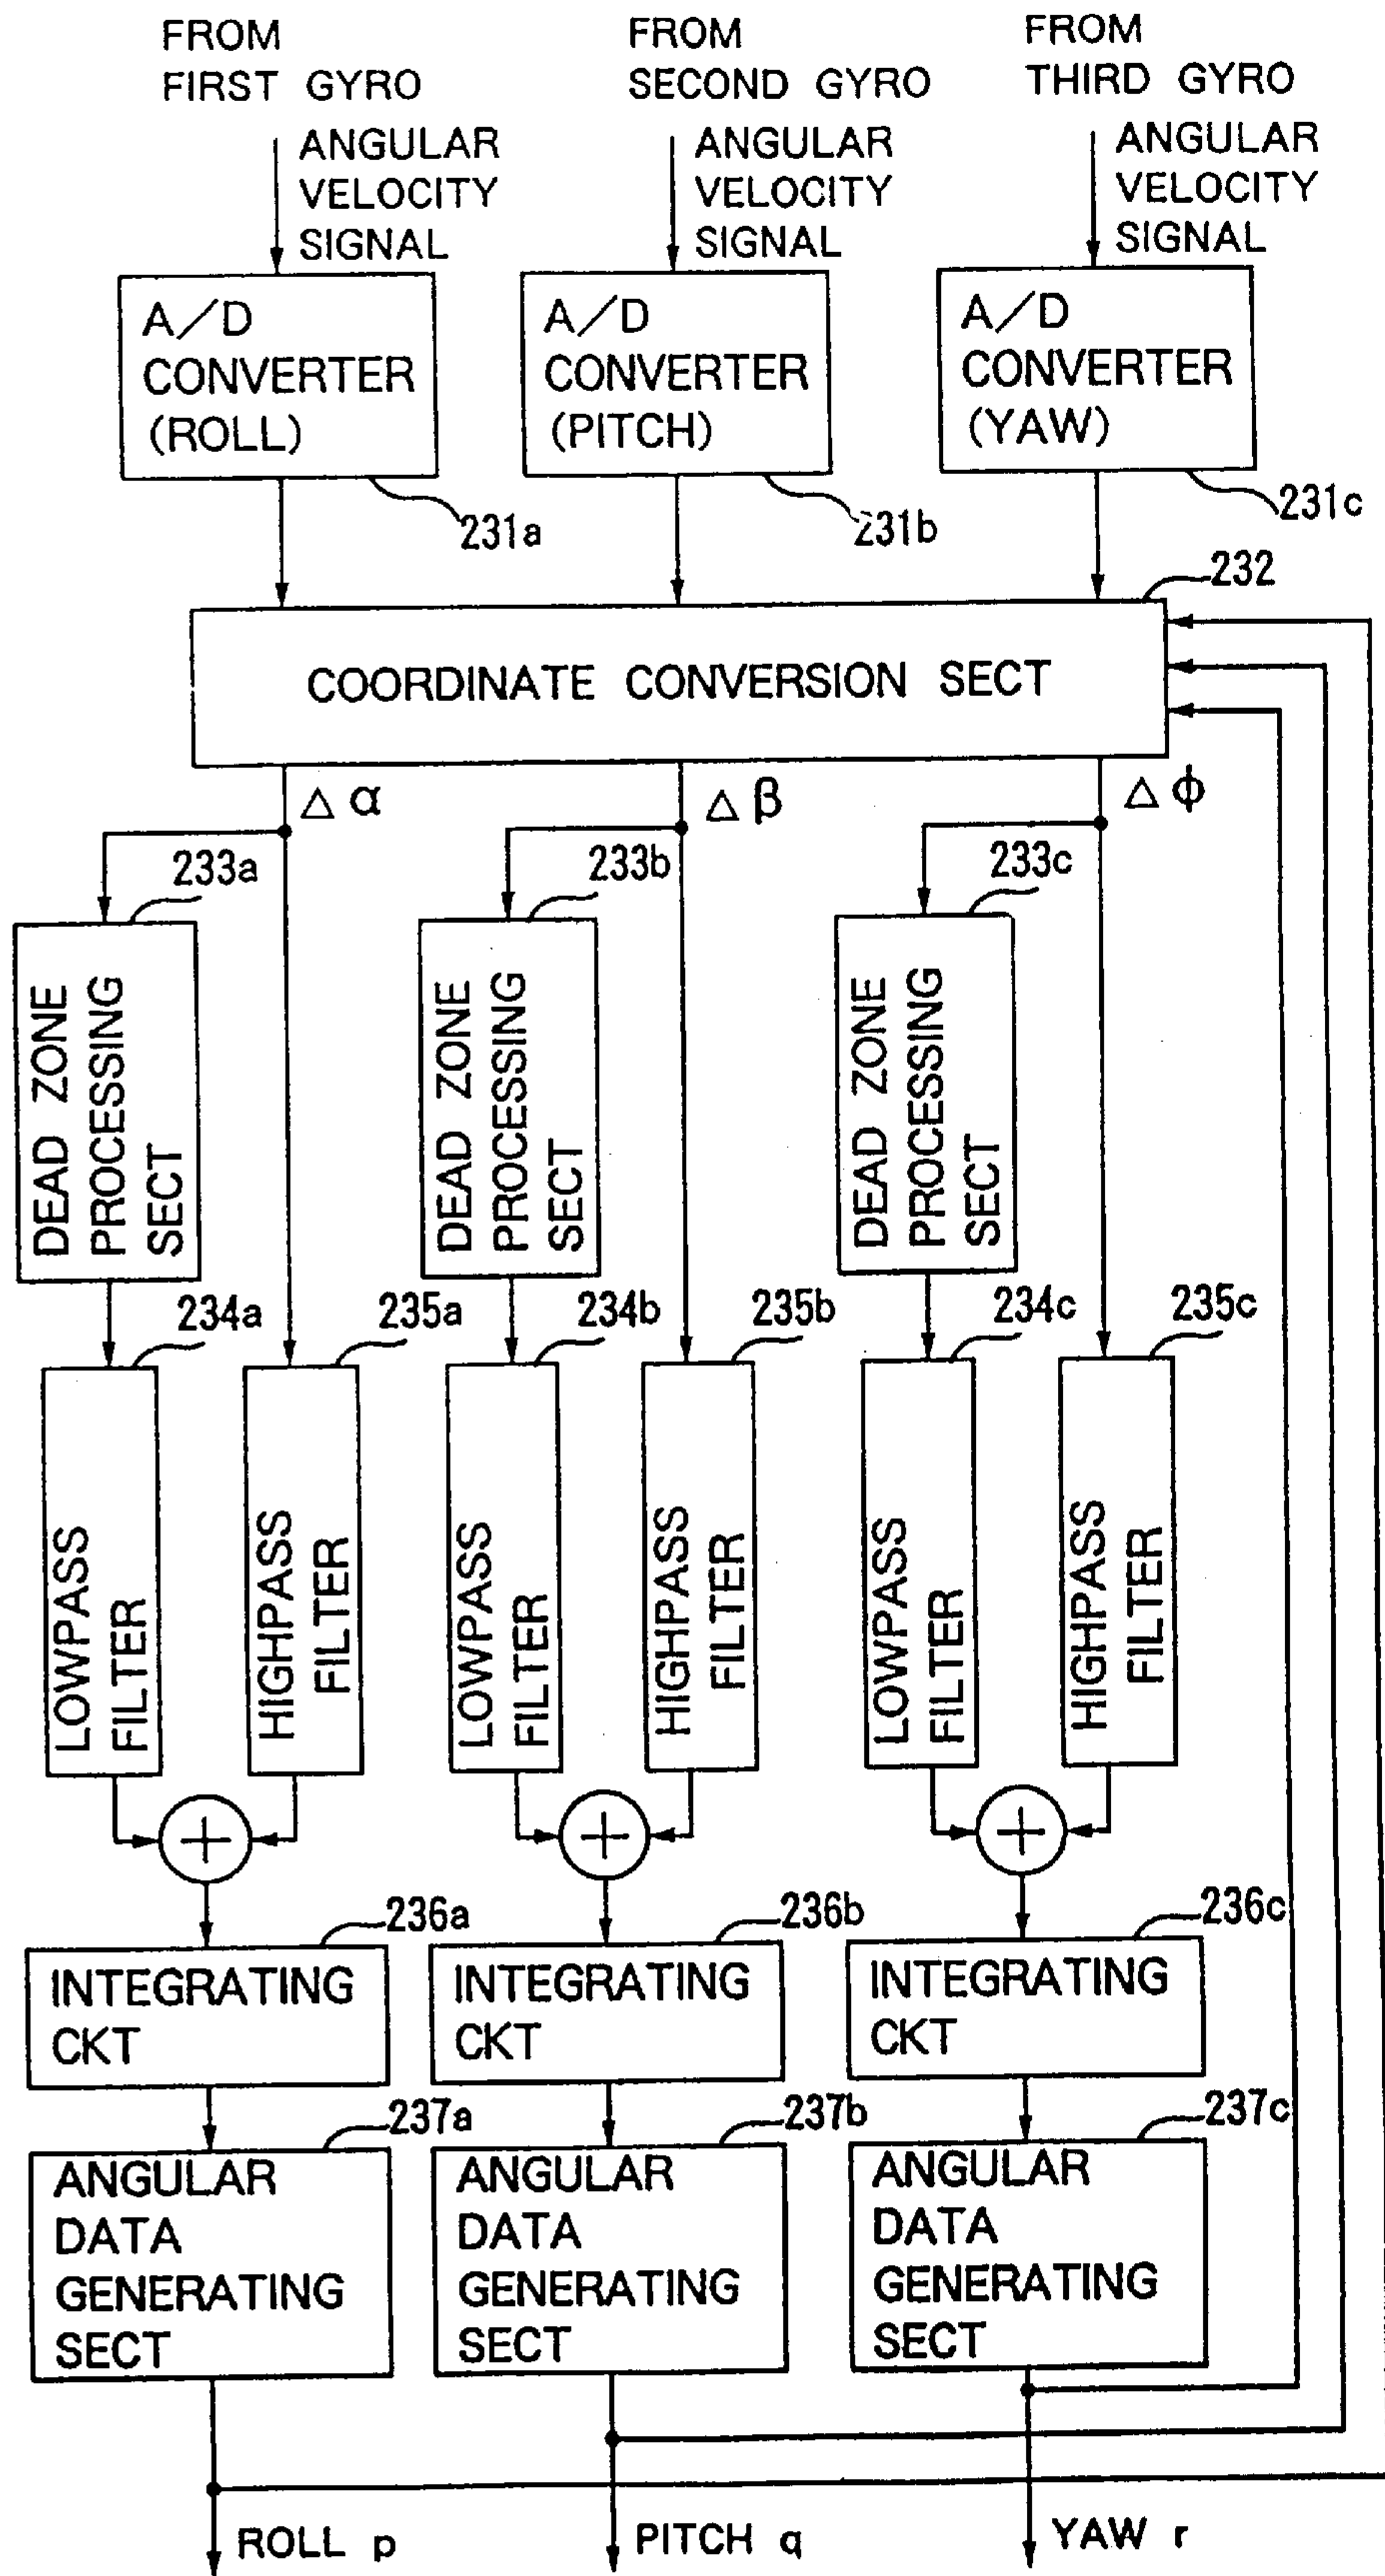 FROM
FIRST GYRO
FROM
SECOND GYRO
FROM
THIRD GYRO
ANGULAR
VELOCITY
SIGNAL
ANGULAR
VELOCITY
SIGNAL
ANGULAR
VELOCITY
SIGNAL
A/D
CONVERTER
(ROLL)
A/D
CONVERTER
(PITCH)
A/D
CONVERTER
(YAW)
231a
231b
231c
232
COORDINATE CONVERSION SECT
△α
△β
△ϕ
233a
233b
233c
DEAD ZONE
PROCESSING
SECT
DEAD ZONE
PROCESSING
SECT
DEAD ZONE
PROCESSING
SECT
234a
235a
234b
235b
234c
235c
LOWPASS
FILTER
HIGHPASS
FILTER
LOWPASS
FILTER
HIGHPASS
FILTER
LOWPASS
FILTER
HIGHPASS
FILTER
+
+
+
236a
236b
236c
INTEGRATING
CKT
INTEGRATING
CKT
INTEGRATING
CKT
237a
237b
237c
ANGULAR
DATA
GENERATING
SECT
ANGULAR
DATA
GENERATING
SECT
ANGULAR
DATA
GENERATING
SECT
ROLL p
PITCH q
YAW r